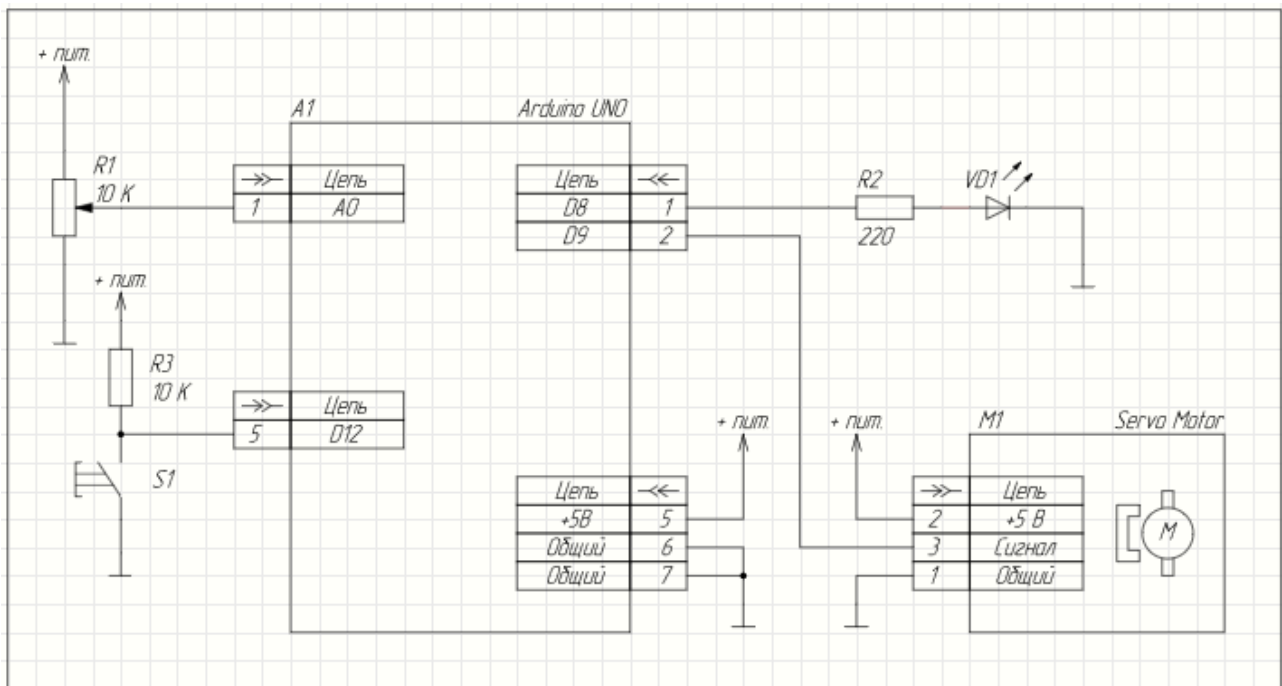 + пит.
A1
Arduino UNO
R1
10 K
Цепь
1
A0
Цепь
D8
1
D9
2
R2
220
VD1
+ пит.
R3
10 K
Цепь
5
D12
S1
+ пит.
Цепь
+5В
5
Общий
6
Общий
7
+ пит.
M1
Servo Motor
Цепь
2
+5 В
3
Сигнал
1
Общий
M